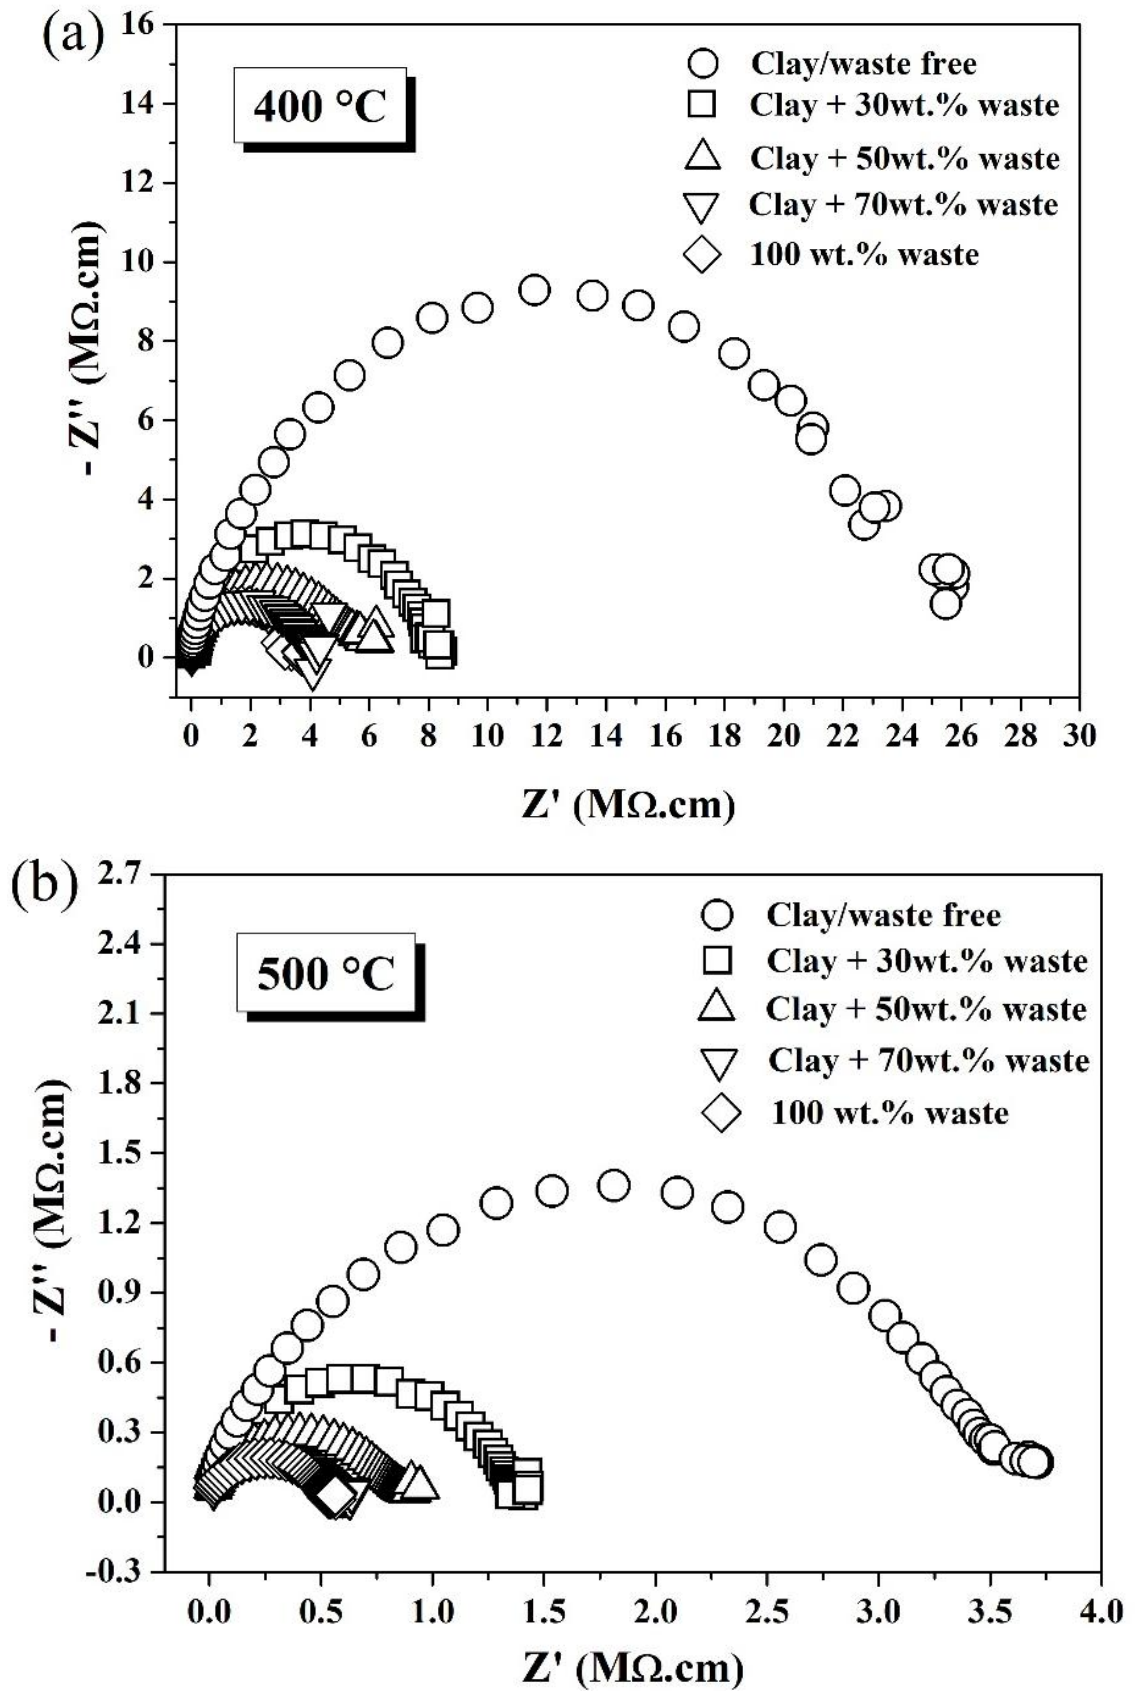 (a)
16
14
12
10
8
6
4
2
0
- Z'' (MΩ.cm)
400 °C
Clay/waste free
Clay + 30wt.% waste
Clay + 50wt.% waste
Clay + 70wt.% waste
100 wt.% waste
0 2 4 6 8 10 12 14 16 18 20 22 24 26 28 30
Z' (MΩ.cm)
(b)
2.7
2.4
2.1
1.8
1.5
1.2
0.9
0.6
0.3
0.0
-0.3
- Z'' (MΩ.cm)
500 °C
Clay/waste free
Clay + 30wt.% waste
Clay + 50wt.% waste
Clay + 70wt.% waste
100 wt.% waste
0.0 0.5 1.0 1.5 2.0 2.5 3.0 3.5 4.0
Z' (MΩ.cm)